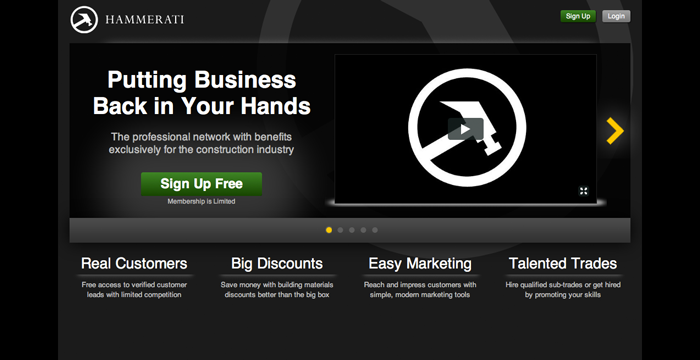 HAMMERATI
Sign Up
Login
Putting Business
Back in Your Hands
The professional network with benefits
exclusively for the construction industry
Sign Up Free
Membership is Limited
Real Customers
Free access to verified customer
leads with limited competition
Big Discounts
Save money with building materials
discounts better than the big box
Easy Marketing
Reach and impress customers with
simple, modern marketing tools
Talented Trades
Hire qualified sub-trades or get hired
by promoting your skills